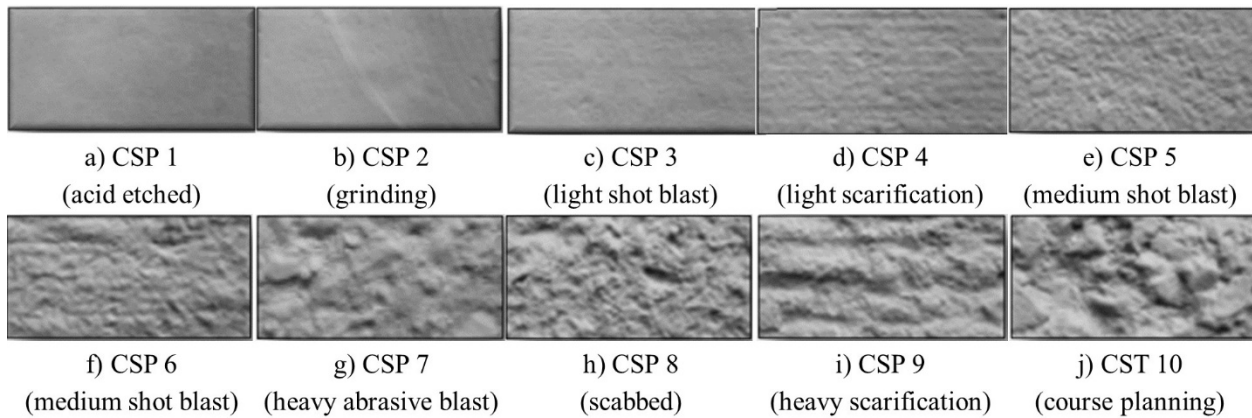 a) CSP 1
(acid etched)
b) CSP 2
(grinding)
c) CSP 3
(light shot blast)
d) CSP 4
(light scarification)
e) CSP 5
(medium shot blast)
f) CSP 6
(medium shot blast)
g) CSP 7
(heavy abrasive blast)
h) CSP 8
(scabbed)
i) CSP 9
(heavy scarification)
j) CST 10
(course planning)